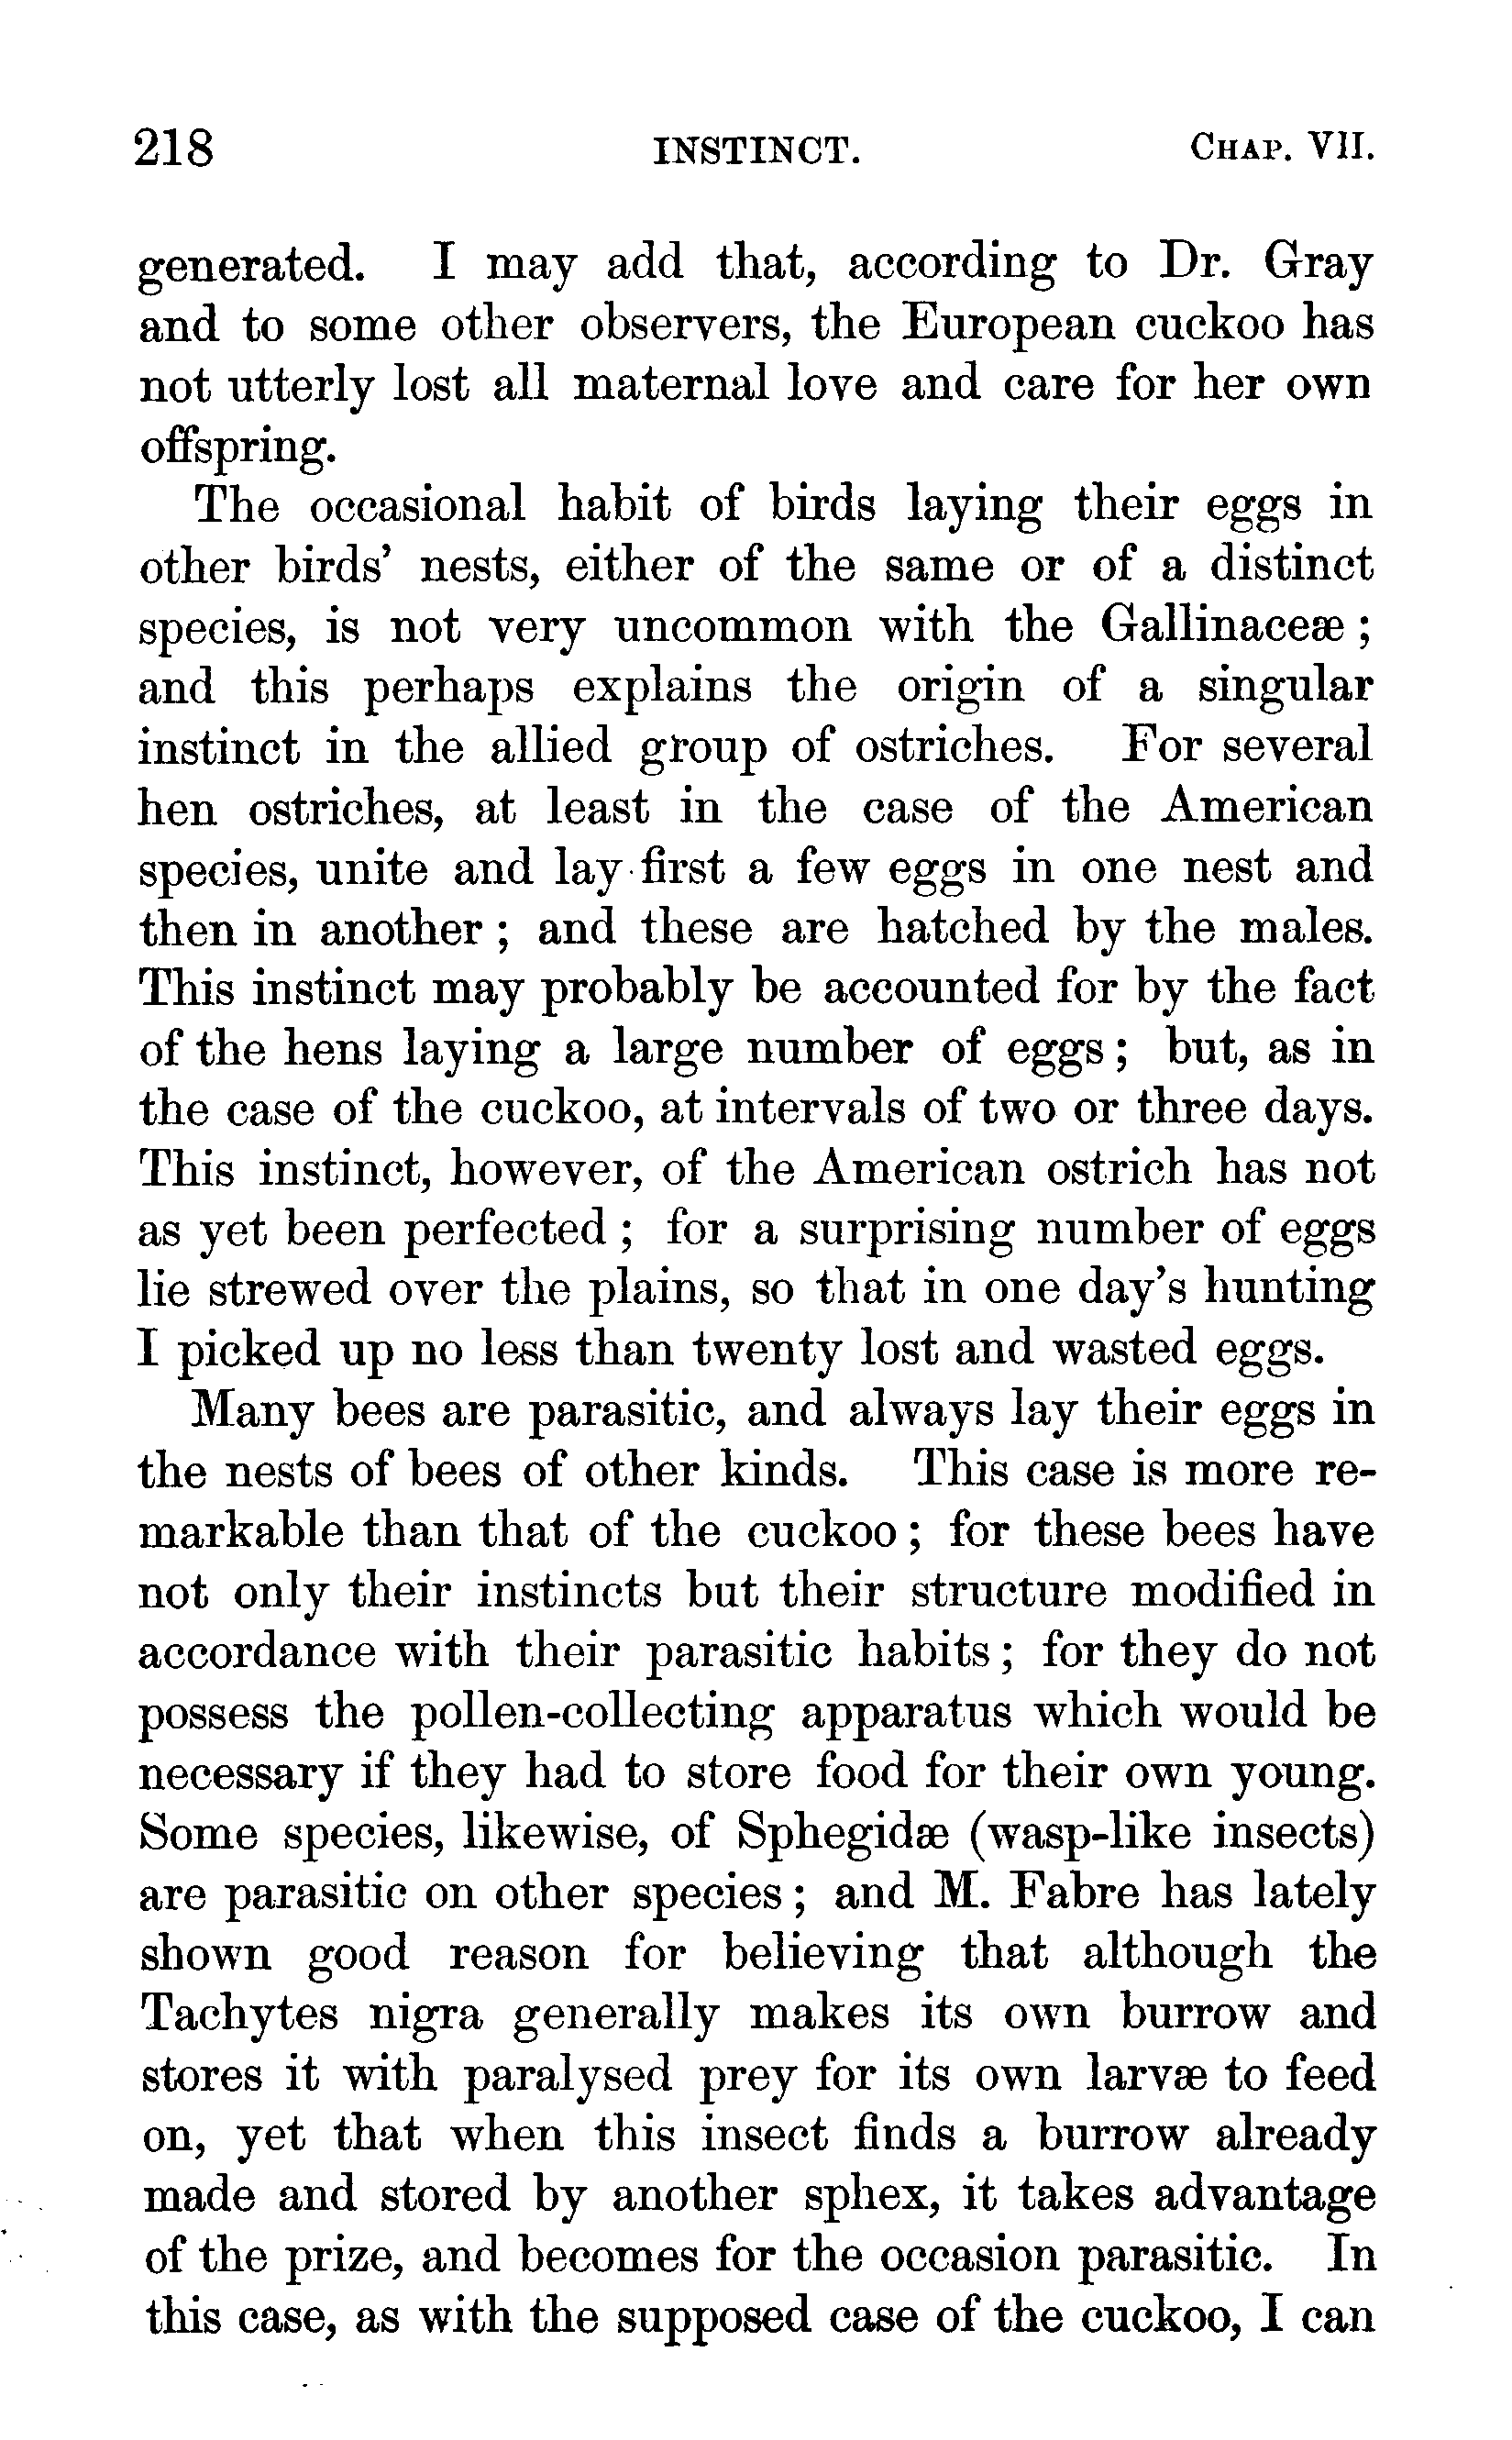 218 INSTINCT. CHAP. VII.
generated. I may add that, according to Dr. Gray
and to some other observers, the European cuckoo has
not utterly lost all maternal love and care for her own
offspring.
The occasional habit of birds laying their eggs in
other birds’ nests, either of the same or of a distinct
species, is not very uncommon with the Gallinaceæ ;
and this perhaps explains the origin of a singular
instinct in the allied group of ostriches. For several
hen ostriches, at least in the case of the American
species, unite and lay first a few eggs in one nest and
then in another ; and these are hatched by the males.
This instinct may probably be accounted for by the fact
of the hens laying a large number of eggs ; but, as in
the case of the cuckoo, at intervals of two or three days.
This instinct, however, of the American ostrich has not
as yet been perfected ; for a surprising number of eggs
lie strewed over the plains, so that in one day’s hunting
I picked up no less than twenty lost and wasted eggs.
Many bees are parasitic, and always lay their eggs in
the nests of bees of other kinds. This case is more re-
markable than that of the cuckoo ; for these bees have
not only their instincts but their structure modified in
accordance with their parasitic habits ; for they do not
possess the pollen-collecting apparatus which would be
necessary if they had to store food for their own young.
Some species, likewise, of Sphegidæ (wasp-like insects)
are parasitic on other species ; and M. Fabre has lately
shown good reason for believing that although the
Tachytes nigra generally makes its own burrow and
stores it with paralysed prey for its own larvæ to feed
on, yet that when this insect finds a burrow already
made and stored by another sphex, it takes advantage
of the prize, and becomes for the occasion parasitic. In
this case, as with the supposed case of the cuckoo, I can